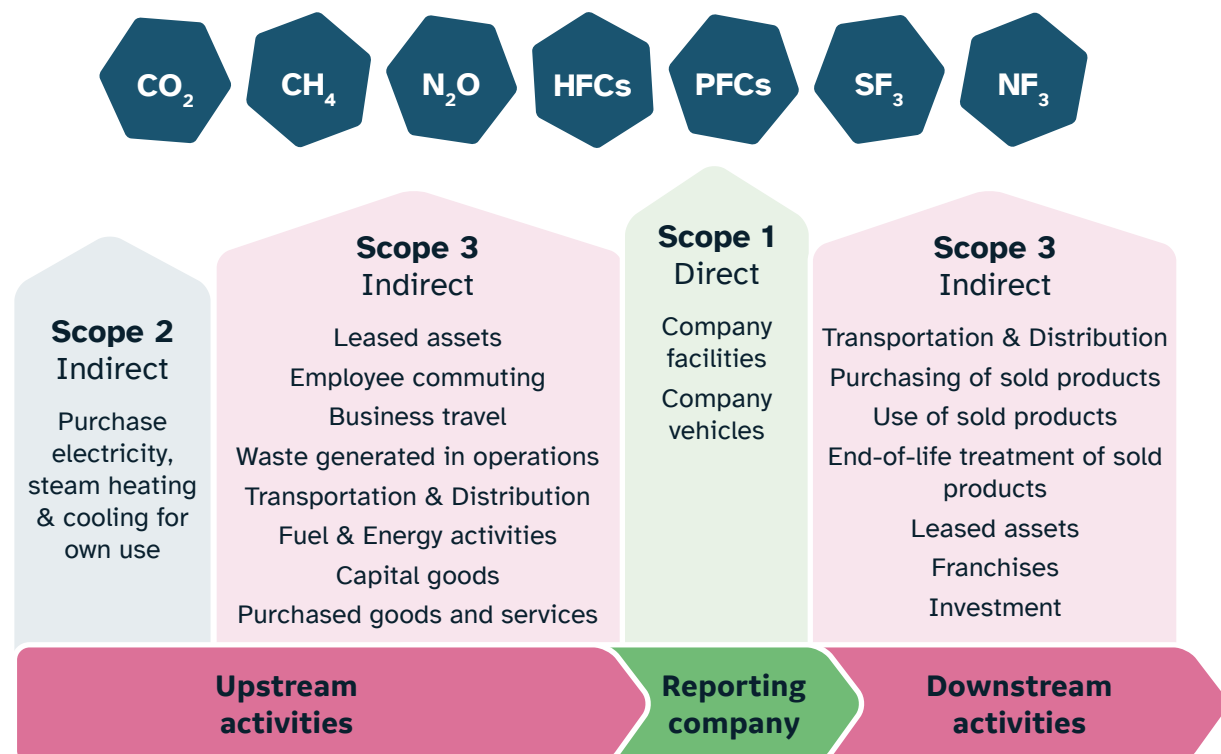 CO₂
CH₄
N₂O
HFCs
PFCs
SF₃
NF₃
Scope 2
Indirect
Purchase
electricity,
steam heating
& cooling for
own use
Scope 3
Indirect
Leased assets
Employee commuting
Business travel
Waste generated in operations
Transportation & Distribution
Fuel & Energy activities
Capital goods
Purchased goods and services
Scope 1
Direct
Company
facilities
Company
vehicles
Scope 3
Indirect
Transportation & Distribution
Purchasing of sold products
Use of sold products
End-of-life treatment of sold
products
Leased assets
Franchises
Investment
Upstream
activities
Reporting
company
Downstream
activities